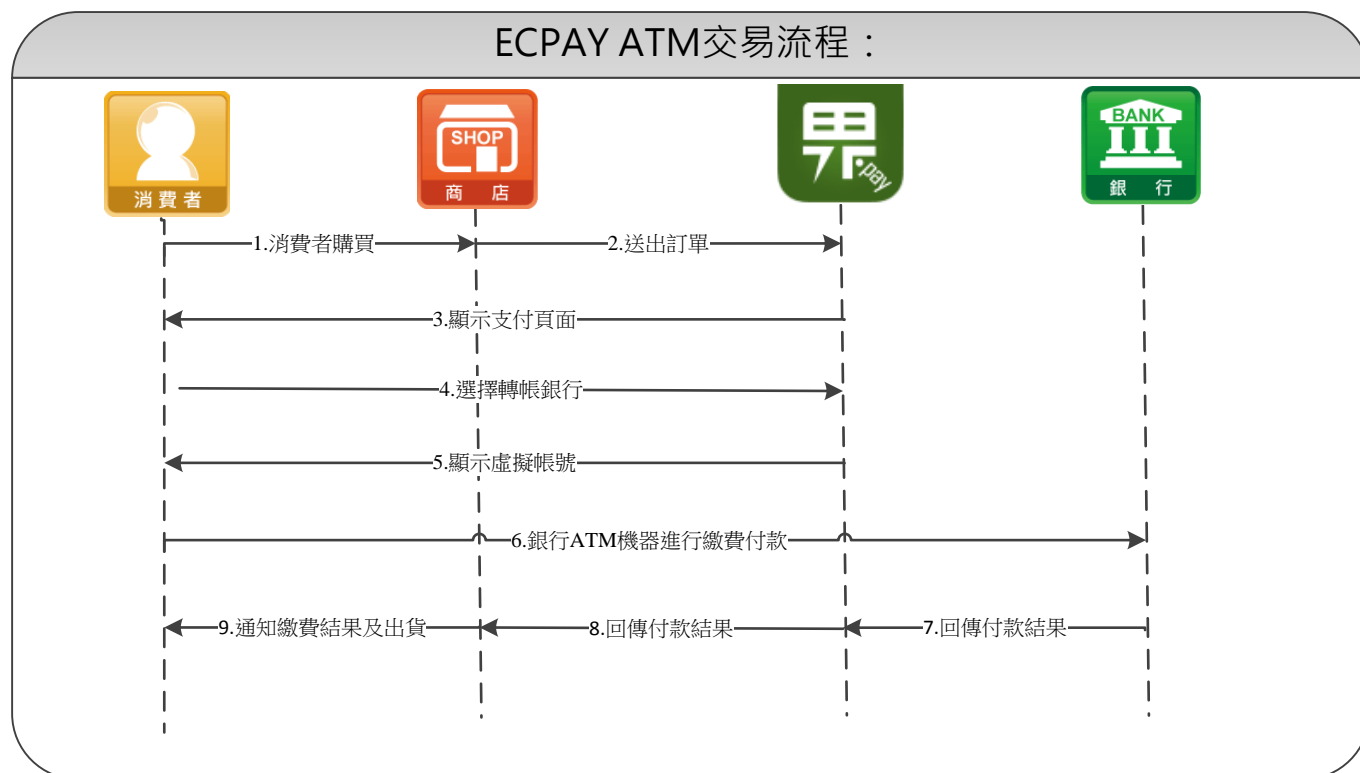 ECPAY ATM交易流程：
消費者
SHOP
商 店
.pay
BANK
銀 行
1.消費者購買
2.送出訂單
3.顯示支付頁面
4.選擇轉帳銀行
5.顯示虛擬帳號
6.銀行ATM機器進行繳費付款
9.通知繳費結果及出貨
8.回傳付款結果
7.回傳付款結果